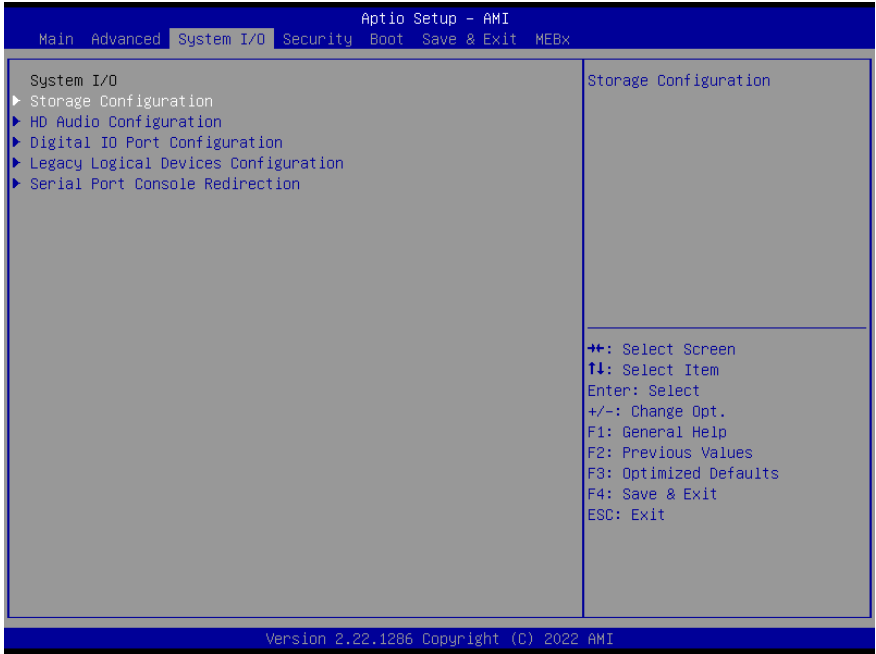 Aptio Setup - AMI
Main Advanced System I/O Security Boot Save & Exit MEBx
System I/O
Storage Configuration
HD Audio Configuration
Digital IO Port Configuration
Legacy Logical Devices Configuration
Serial Port Console Redirection
Storage Configuration
→←: Select Screen
↑↓: Select Item
Enter: Select
+/-: Change Opt.
F1: General Help
F2: Previous Values
F3: Optimized Defaults
F4: Save & Exit
ESC: Exit
Version 2.22.1286 Copyright (C) 2022 AMI